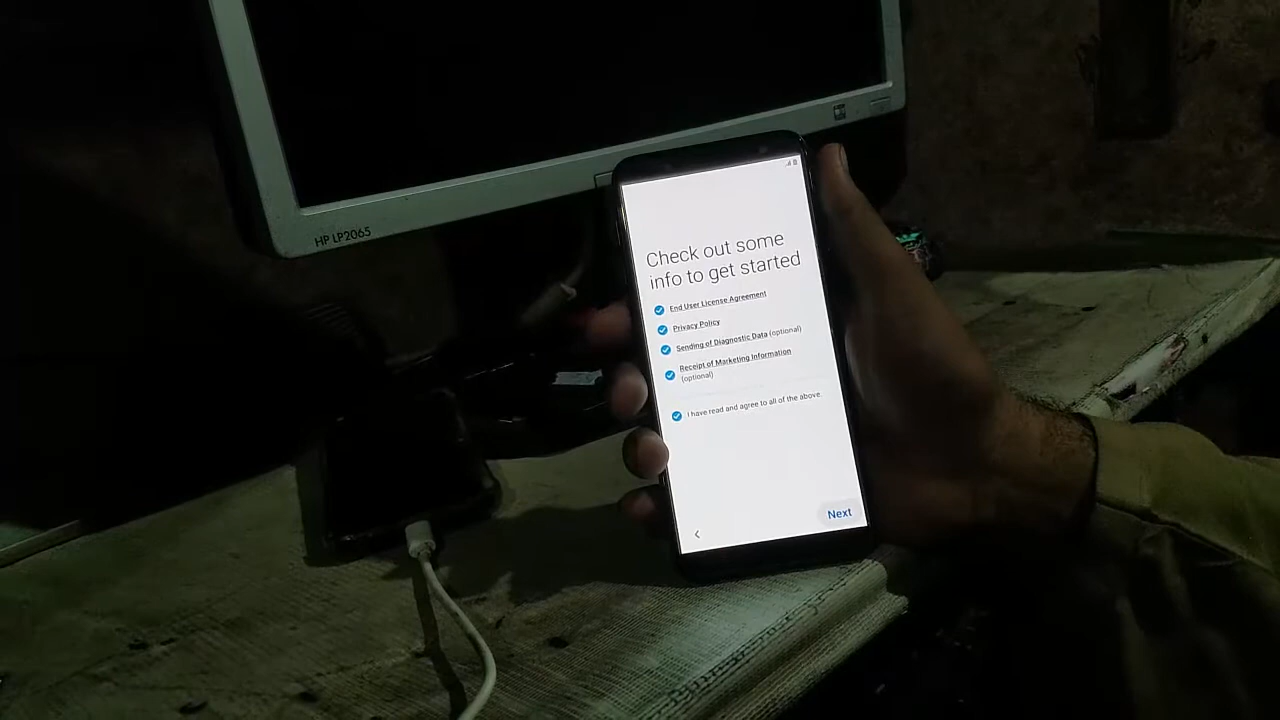 HP LP2065
Check out some
info to get started
End User License Agreement
Privacy Policy
Sending of Diagnostic Data (optional)
Receipt of Marketing Information
(optional)
I have read and agree to all of the above.
Next